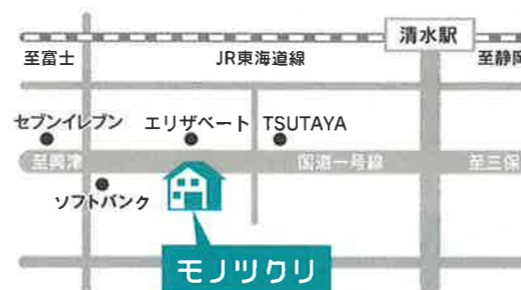 清水駅
至富士
JR東海道線
至静岡
セブンイレブン
エリザベート
TSUTAYA
至興津
国道一号線
至三保
ソフトバンク
モノツクリ